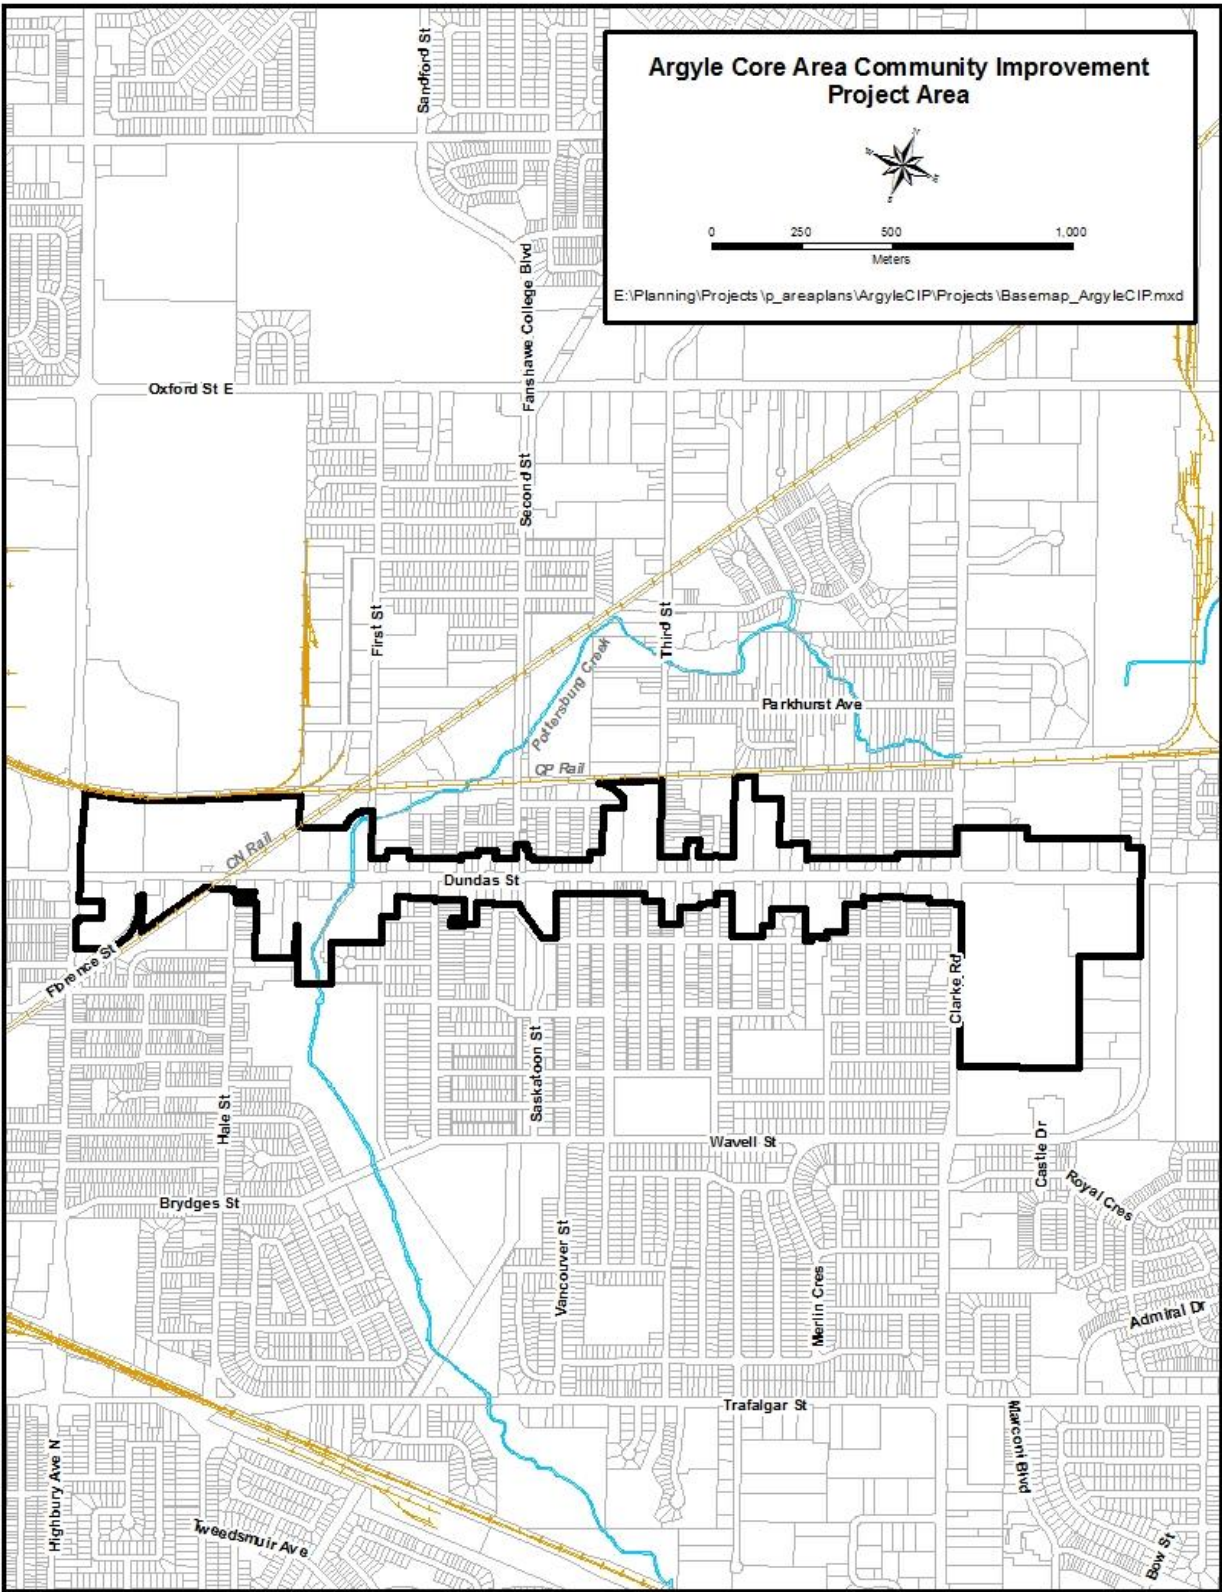 Sandford St
Argyle Core Area Community Improvement
Project Area
N
W
E
S
0 250 500 1,000
Meters
E:\Planning\Projects\p_areaplans\ArgyleCIP\Projects\Basemap_ArgyleCIP.mxd
Fanshawe College Blvd
Oxford St E
Second St
First St
Third St
Pottersburg Creek
Parkhurst Ave
CP Rail
CN Rail
Dundas St
Florence St
Clarke Rd
Saskatoon St
Hale St
Wavell St
Castle Dr
Royal Cres
Brydges St
Vancouver St
Merlin Cres
Admiral Dr
Trafalgar St
Marconi Blvd
Highbury Ave N
Tweedsmuir Ave
Bow St